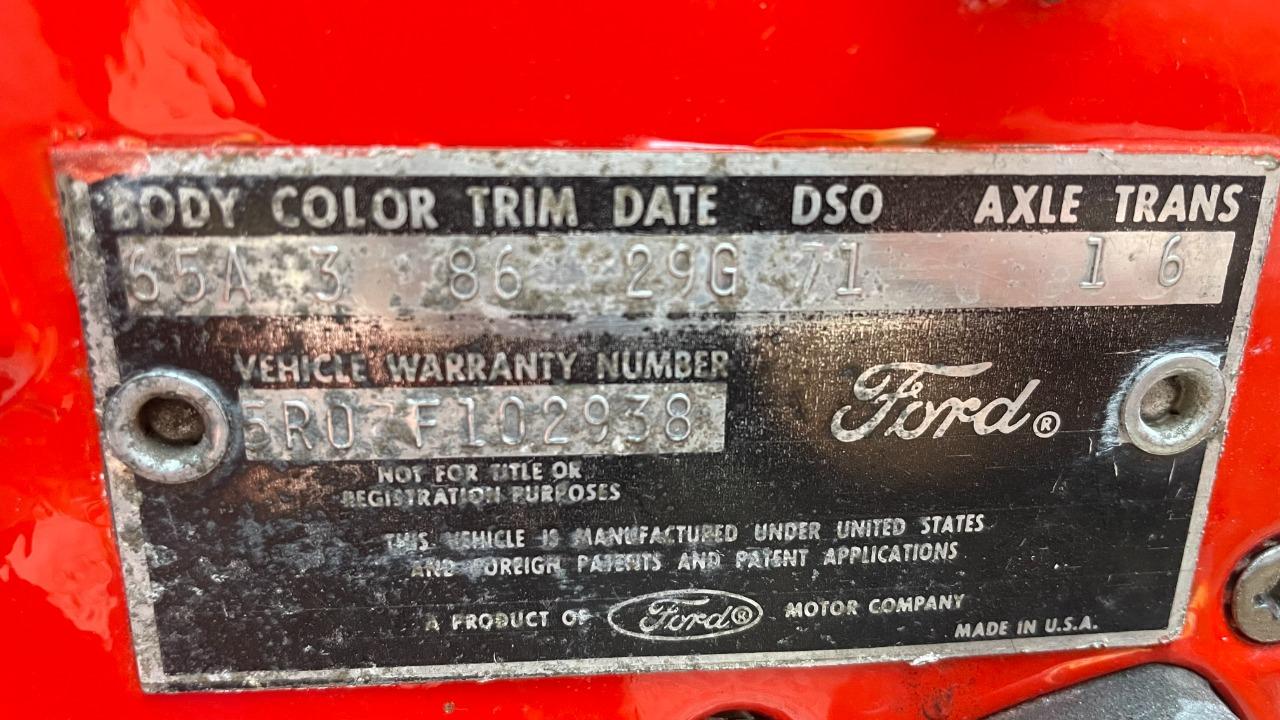 BODY COLOR TRIM DATE DSO AXLE TRANS
65A 3 86 29G 71 1 6
VEHICLE WARRANTY NUMBER
5R07F102938
NOT FOR TITLE OR
REGISTRATION PURPOSES
Ford®
THIS VEHICLE IS MANUFACTURED UNDER UNITED STATES
AND FOREIGN PATENTS AND PATENT APPLICATIONS
A PRODUCT OF Ford® MOTOR COMPANY
MADE IN U.S.A.